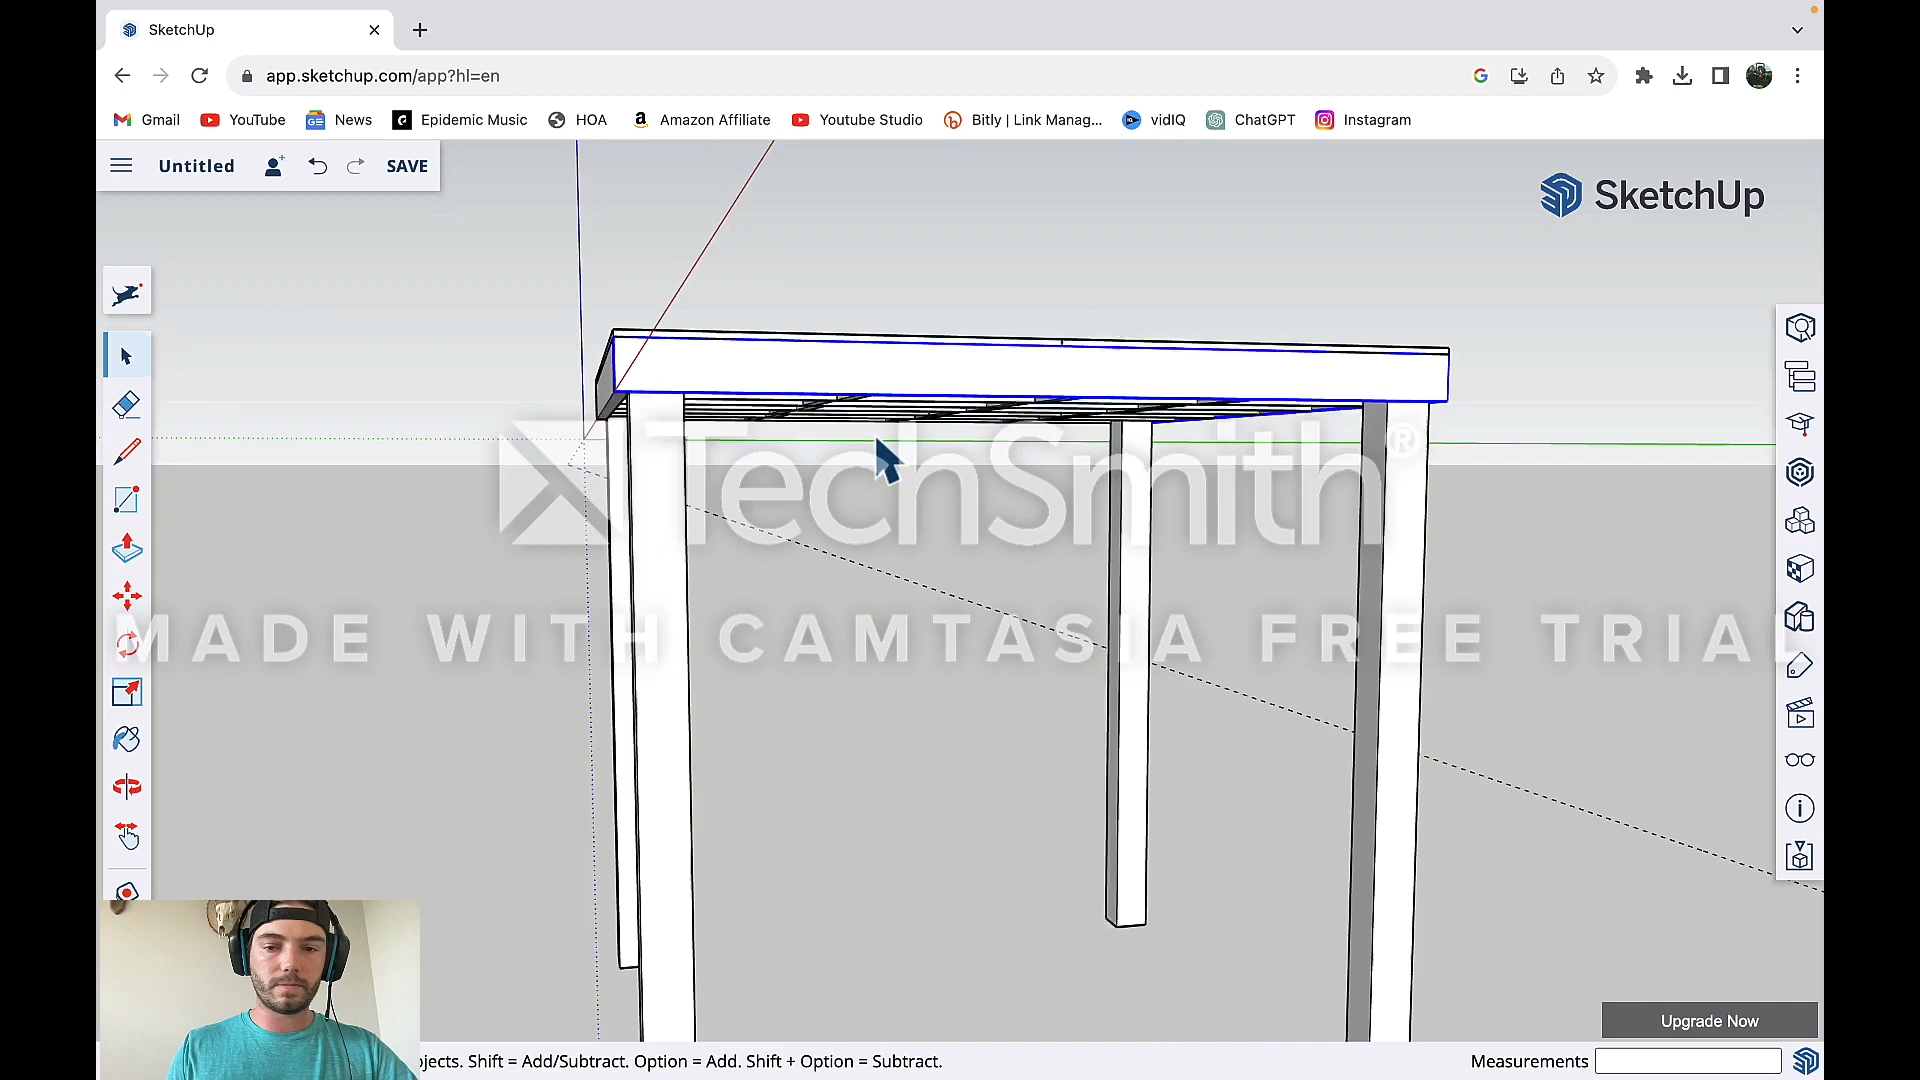 SketchUp
app.sketchup.com/app?hl=en
Gmail YouTube News Epidemic Music HOA Amazon Affiliate Youtube Studio Bitly | Link Manag... vidIQ ChatGPT Instagram
Untitled SAVE
SketchUp
TechSmith®
MADE WITH CAMTASIA FREE TRIAL
Upgrade Now
jects. Shift = Add/Subtract. Option = Add. Shift + Option = Subtract.
Measurements